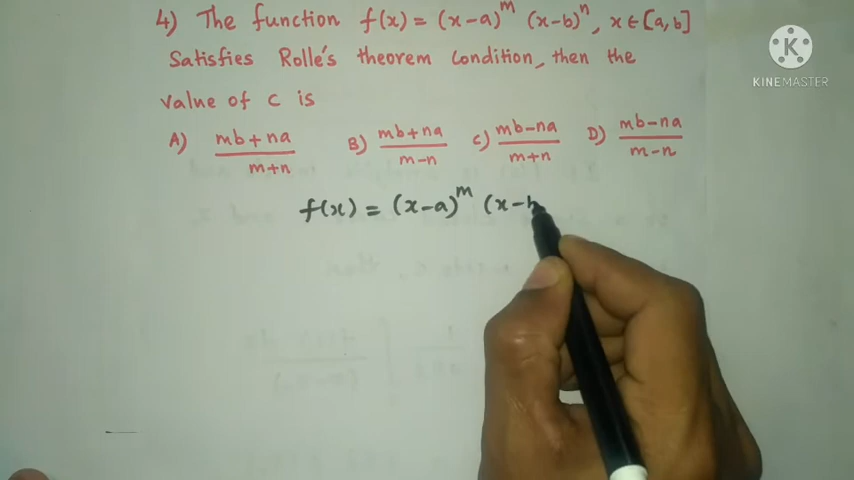 4) The function f(x) = (x-a)^m (x-b)^n, x ∈ [a, b]
Satisfies Rolle's theorem Condition, then the
value of c is
A) mb+na/m+n B) mb+na/m-n C) mb-na/m+n D) mb-na/m-n
f(x) = (x-a)^m (x-b
K
KINEMASTER